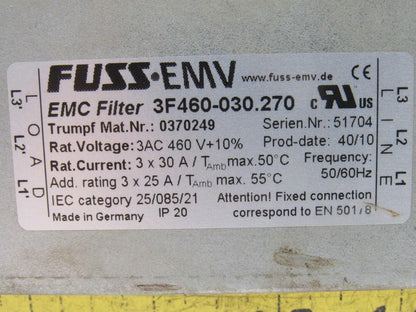 FUSS·EMV www.fuss-emv.de CE
EMC Filter 3F460-030.270 c RU US
Trumpf Mat.Nr.: 0370249 Serien.Nr.: 51704
Rat.Voltage: 3AC 460 V+10% Prod-date: 40/10
Rat.Current: 3 x 30 A / TAmb max.50°C Frequency:
Add. rating 3 x 25 A / TAmb max. 55°C 50/60Hz
IEC category 25/085/21 Attention! Fixed connection
Made in Germany IP 20 correspond to EN 50178
L3' L2' L1'
LOAD
LINE
L3 L2 L1